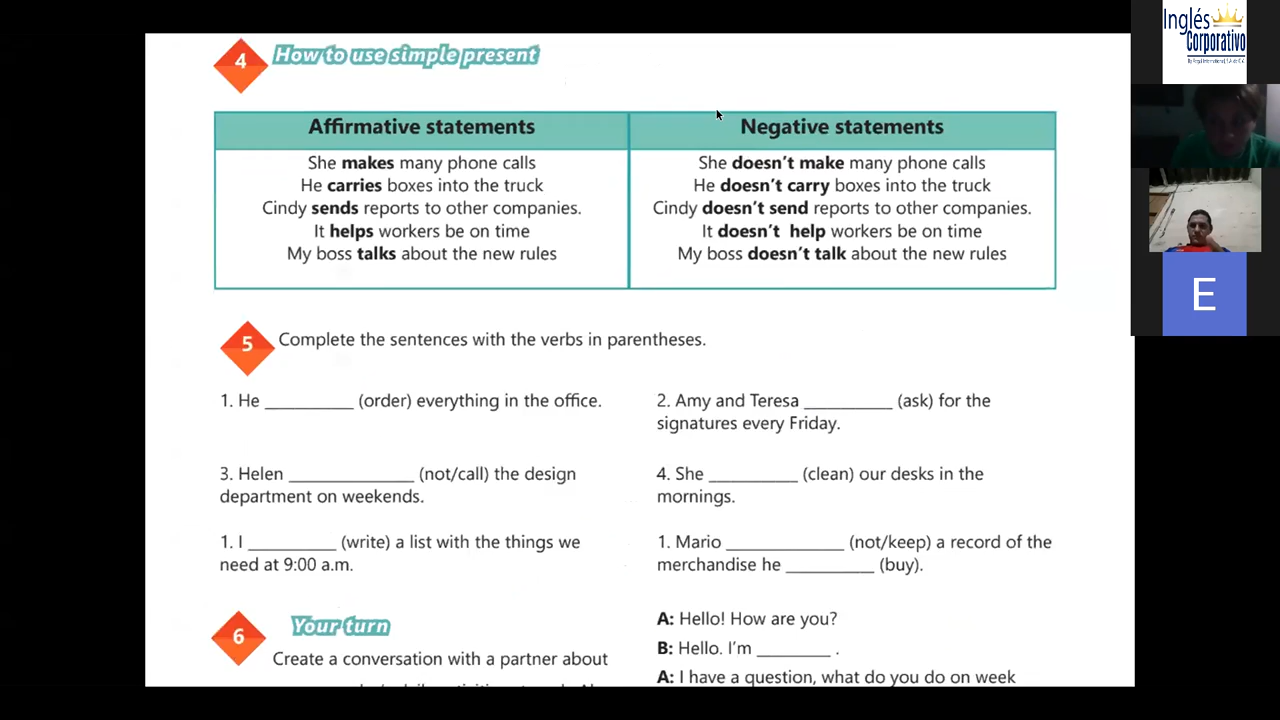 4
How to use simple present
Affirmative statements
She makes many phone calls
He carries boxes into the truck
Cindy sends reports to other companies.
It helps workers be on time
My boss talks about the new rules
Negative statements
She doesn't make many phone calls
He doesn't carry boxes into the truck
Cindy doesn't send reports to other companies.
It doesn't help workers be on time
My boss doesn't talk about the new rules
5
Complete the sentences with the verbs in parentheses.
1. He __________ (order) everything in the office.
2. Amy and Teresa __________ (ask) for the
signatures every Friday.
3. Helen ______________ (not/call) the design
department on weekends.
4. She __________ (clean) our desks in the
mornings.
1. I __________ (write) a list with the things we
need at 9:00 a.m.
1. Mario _____________ (not/keep) a record of the
merchandise he __________ (buy).
6
Your turn
Create a conversation with a partner about
A: Hello! How are you?
B: Hello. I'm ________ .
A: I have a question, what do you do on week
Inglés
Corporativo
E